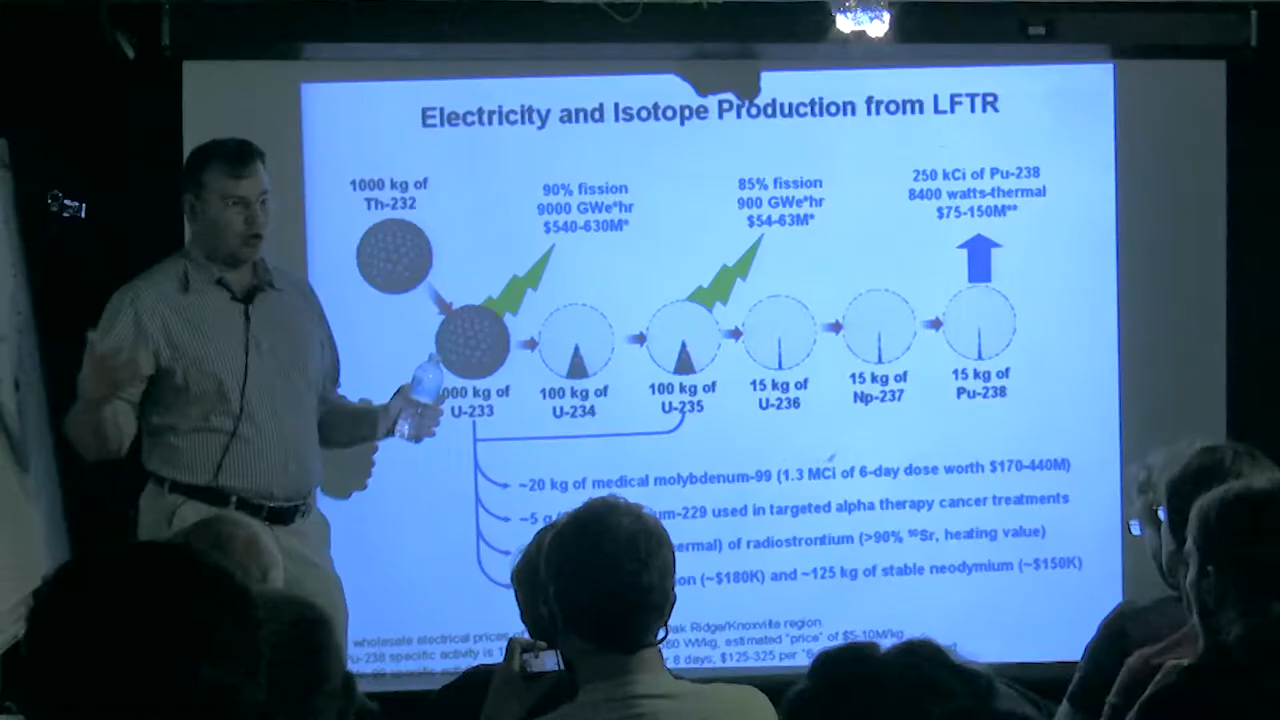 Electricity and Isotope Production from LFTR
1000 kg of
Th-232
90% fission
9000 GWe*hr
$540-630M*
85% fission
900 GWe*hr
$54-63M*
250 kCi of Pu-238
8400 watts-thermal
$75-150M**
000 kg of
U-233
100 kg of
U-234
100 kg of
U-235
15 kg of
U-236
15 kg of
Np-237
15 kg of
Pu-238
~20 kg of medical molybdenum-99 (1.3 MCi of 6-day dose worth $170-440M)
~5 g um-229 used in targeted alpha therapy cancer treatments
ermal) of radiostrontium (>90% ⁹⁰Sr, heating value)
on (~$180K) and ~125 kg of stable neodymium (~$150K)
wholesale electrical prices Oak Ridge/Knoxville region
Pu-238 specific activity is estimated "price" of $5-10M/kg
r 8 days, $125-325 per